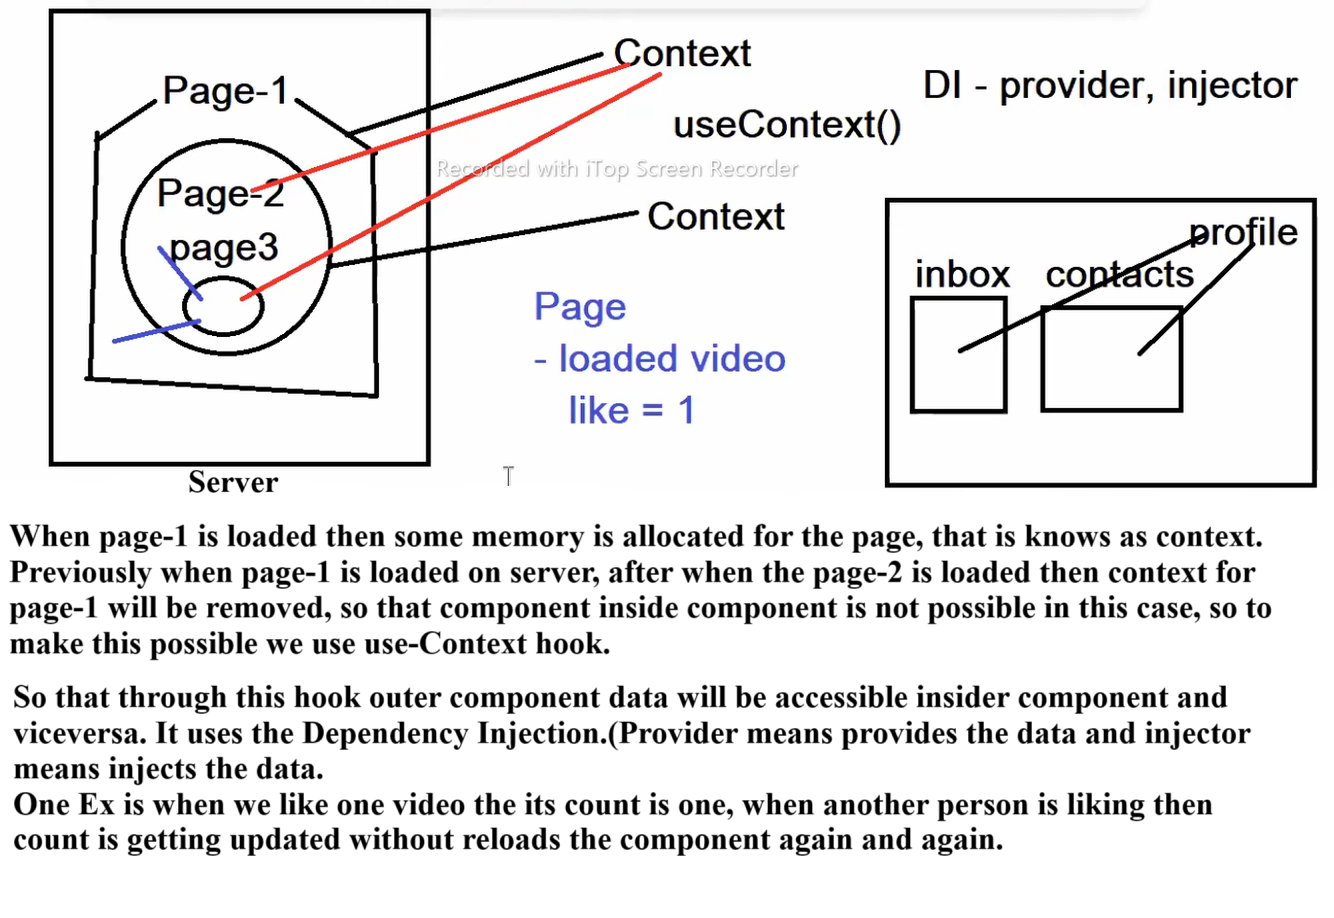 Context
Page-1
DI - provider, injector
useContext()
Recorded with iTop Screen Recorder
Page-2
Context
profile
page3
inbox
contacts
Page
- loaded video
like = 1
Server
When page-1 is loaded then some memory is allocated for the page, that is knows as context.
Previously when page-1 is loaded on server, after when the page-2 is loaded then context for
page-1 will be removed, so that component inside component is not possible in this case, so to
make this possible we use use-Context hook.
So that through this hook outer component data will be accessible insider component and
viceversa. It uses the Dependency Injection.(Provider means provides the data and injector
means injects the data.
One Ex is when we like one video the its count is one, when another person is liking then
count is getting updated without reloads the component again and again.